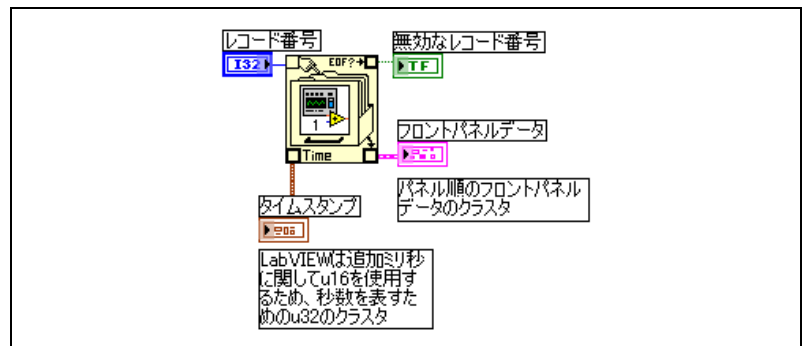 レコード番号
無効なレコード番号
I32
EOF?
TF
1
フロントパネルデータ
Time
パネル順のフロントパネル
データのクラスタ
タイムスタンプ
LabVIEWは追加ミリ秒
に関してu16を使用す
るため、秒数を表すた
めのu32のクラスタ